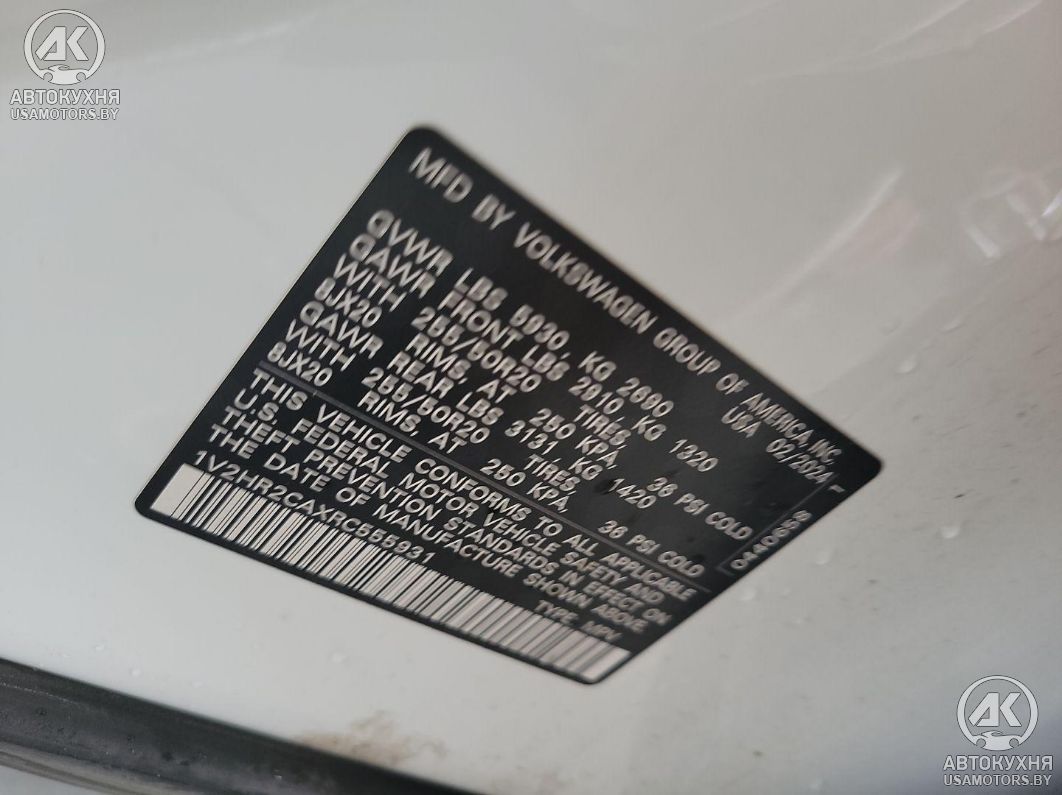 AK
АВТОКУХНЯ
USAMOTORS.BY
MFD BY VOLKSWAGEN GROUP OF AMERICA, INC.
USA 02/2024
GVWR LBS 5930, KG 2690
GAWR FRONT LBS 2910 KG 1320
WITH 255/50R20 TIRES,
8JX20 RIMS AT 250 KPA, 36 PSI COLD
GAWR REAR LBS 3131 KG 1420
WITH 255/50R20 TIRES,
8JX20 RIMS AT 250 KPA, 36 PSI COLD
0440658
THIS VEHICLE CONFORMS TO ALL APPLICABLE
U.S. FEDERAL MOTOR VEHICLE SAFETY AND
THEFT PREVENTION STANDARDS IN EFFECT ON
THE DATE OF MANUFACTURE SHOWN ABOVE
1V2HR2CAXRC555931 TYPE MPV
AK
АВТОКУХНЯ
USAMOTORS.BY